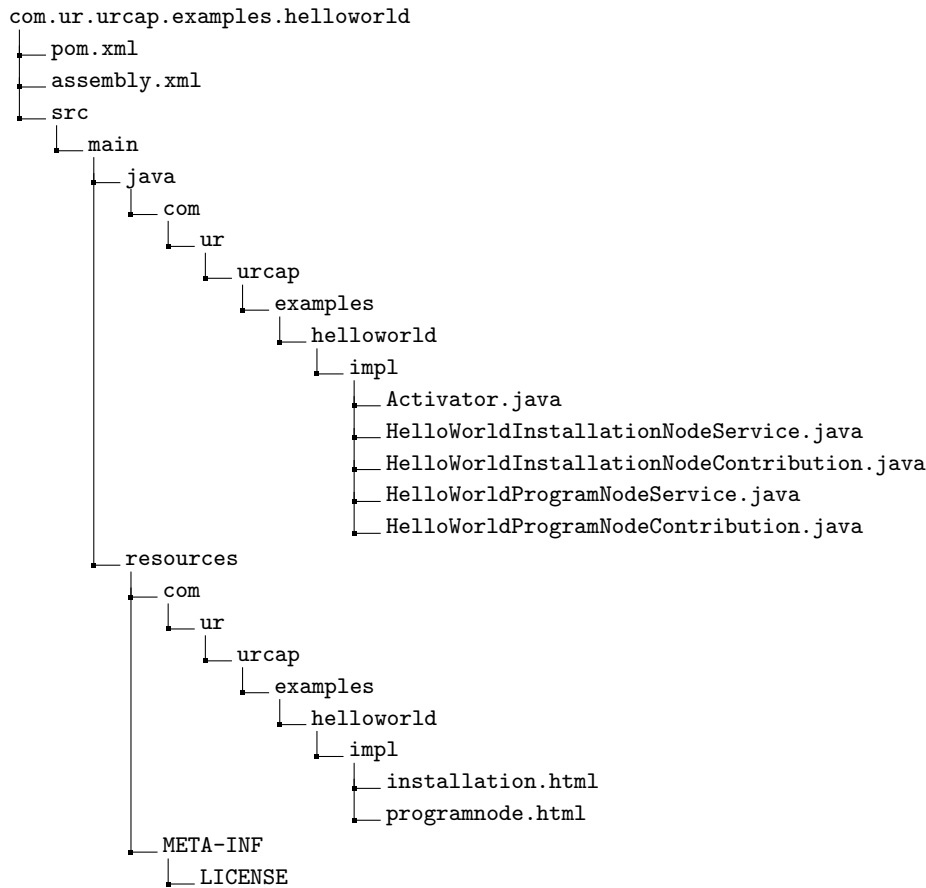 com.ur.urcap.examples.helloworld
pom.xml
assembly.xml
src
main
java
com
ur
urcap
examples
helloworld
impl
Activator.java
HelloWorldInstallationNodeService.java
HelloWorldInstallationNodeContribution.java
HelloWorldProgramNodeService.java
HelloWorldProgramNodeContribution.java
resources
com
ur
urcap
examples
helloworld
impl
installation.html
programnode.html
META-INF
LICENSE